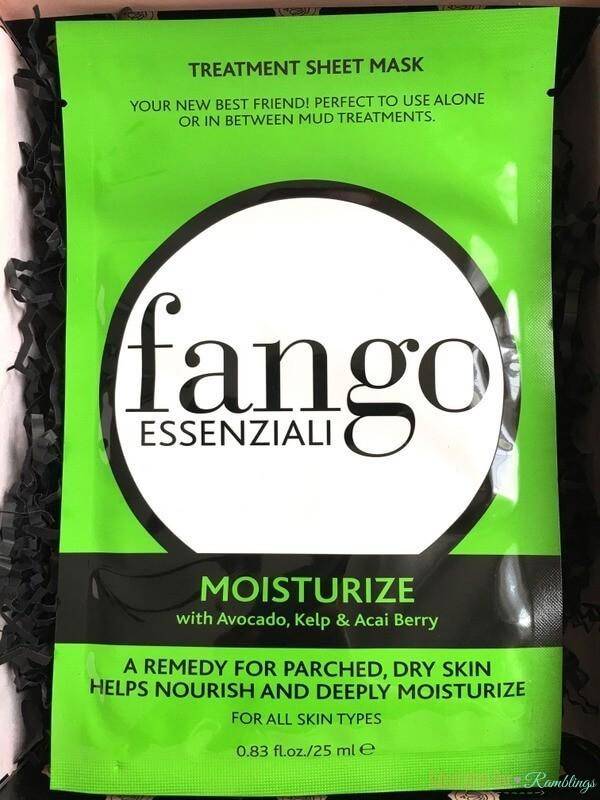 TREATMENT SHEET MASK
YOUR NEW BEST FRIEND! PERFECT TO USE ALONE
OR IN BETWEEN MUD TREATMENTS.
fango
ESSENZIALI
MOISTURIZE
with Avocado, Kelp & Acai Berry
A REMEDY FOR PARCHED, DRY SKIN
HELPS NOURISH AND DEEPLY MOISTURIZE
FOR ALL SKIN TYPES
0.83 fl.oz./25 ml ℮
Ramblings